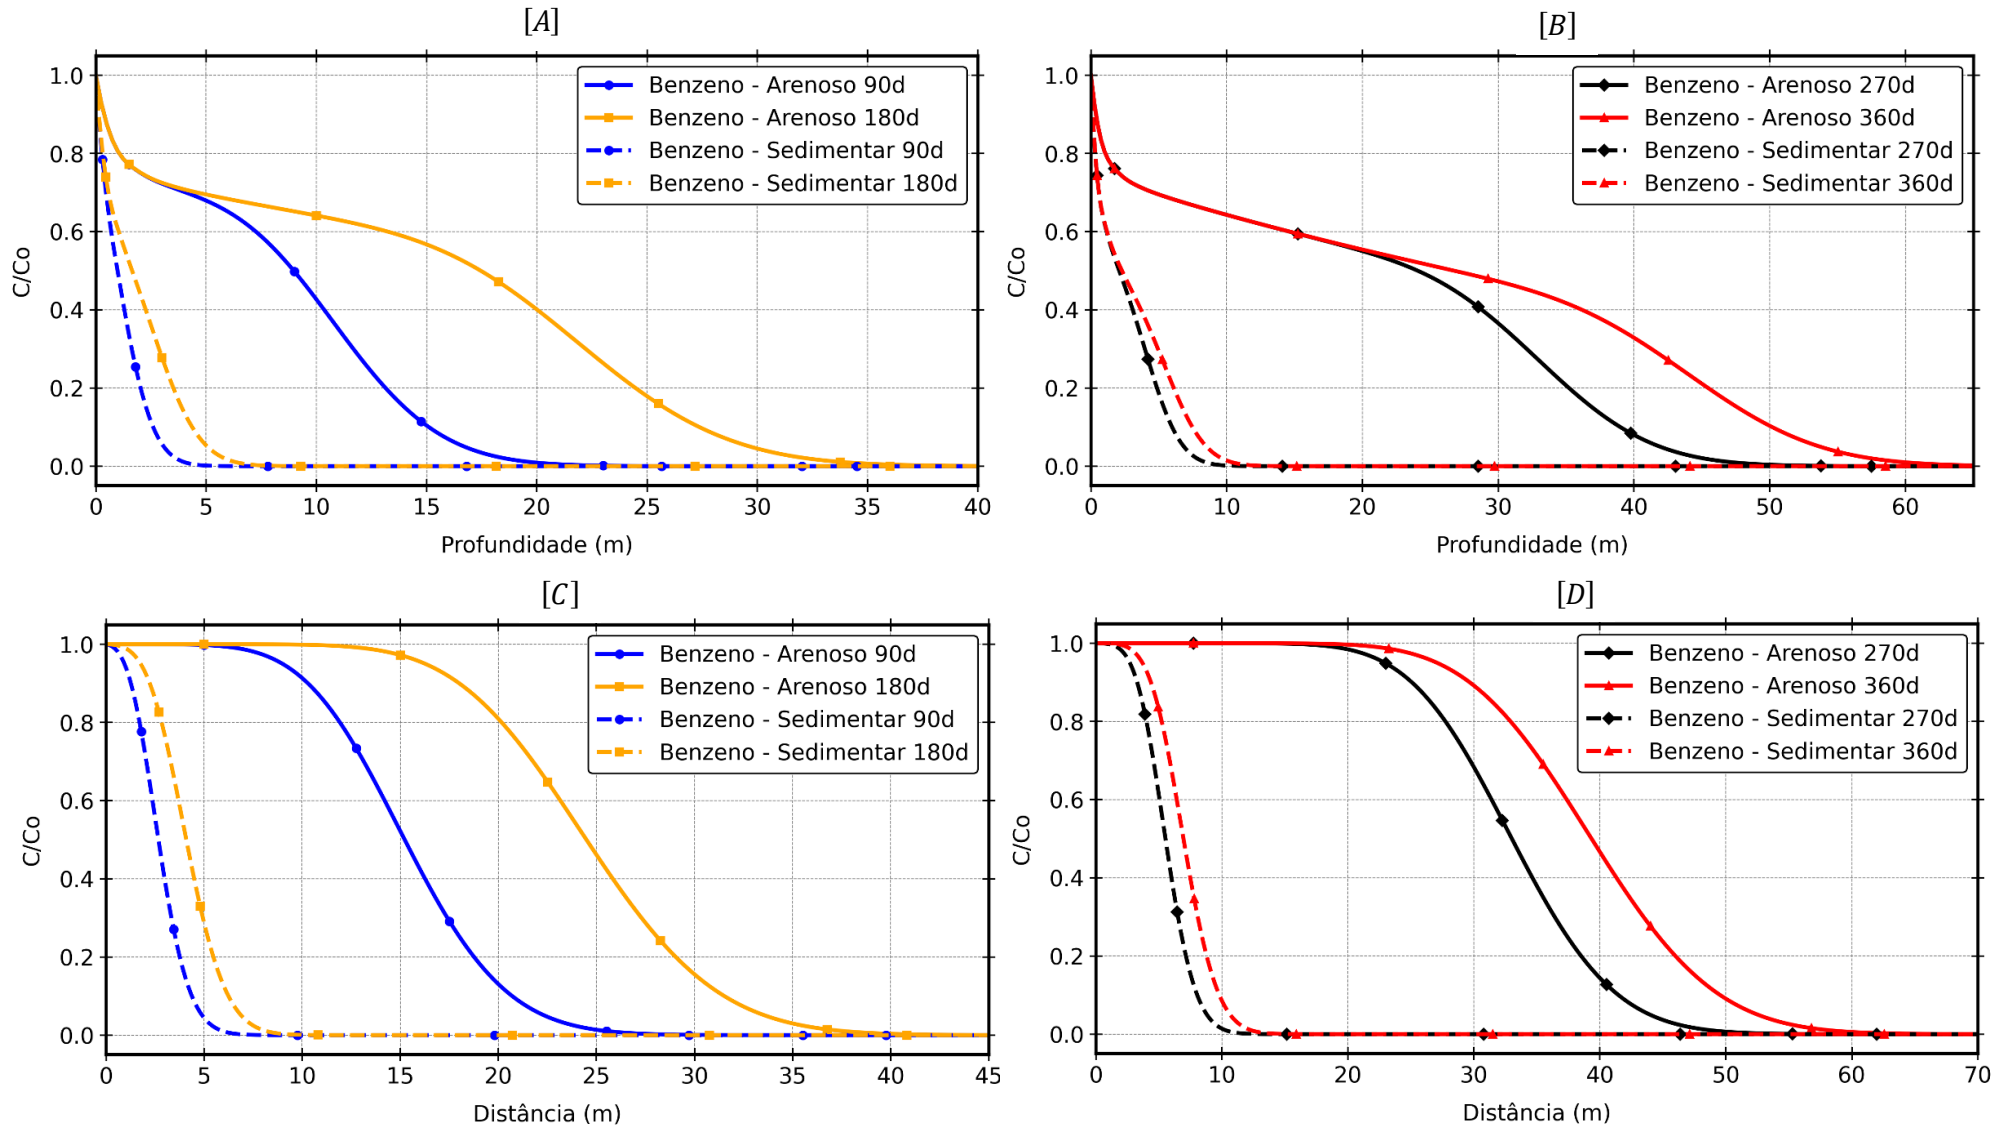 [A]
1.0
0.8
0.6
0.4
0.2
0.0
C/Co
Benzeno - Arenoso 90d
Benzeno - Arenoso 180d
Benzeno - Sedimentar 90d
Benzeno - Sedimentar 180d
0 5 10 15 20 25 30 35 40
Profundidade (m)
[B]
1.0
0.8
0.6
0.4
0.2
0.0
C/Co
Benzeno - Arenoso 270d
Benzeno - Arenoso 360d
Benzeno - Sedimentar 270d
Benzeno - Sedimentar 360d
0 10 20 30 40 50 60
Profundidade (m)
[C]
1.0
0.8
0.6
0.4
0.2
0.0
C/Co
Benzeno - Arenoso 90d
Benzeno - Arenoso 180d
Benzeno - Sedimentar 90d
Benzeno - Sedimentar 180d
0 5 10 15 20 25 30 35 40 45
Distância (m)
[D]
1.0
0.8
0.6
0.4
0.2
0.0
C/Co
Benzeno - Arenoso 270d
Benzeno - Arenoso 360d
Benzeno - Sedimentar 270d
Benzeno - Sedimentar 360d
0 10 20 30 40 50 60 70
Distância (m)